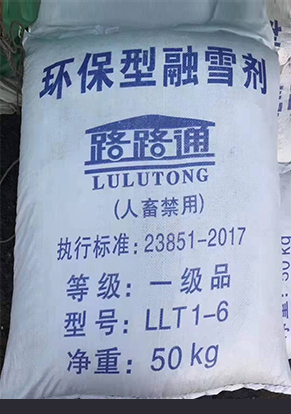 环保型融雪剂
路路通
LULUTONG
(人畜禁用)
执行标准:23851-2017
等级:一级品
型号:LLT1-6
净重:50kg